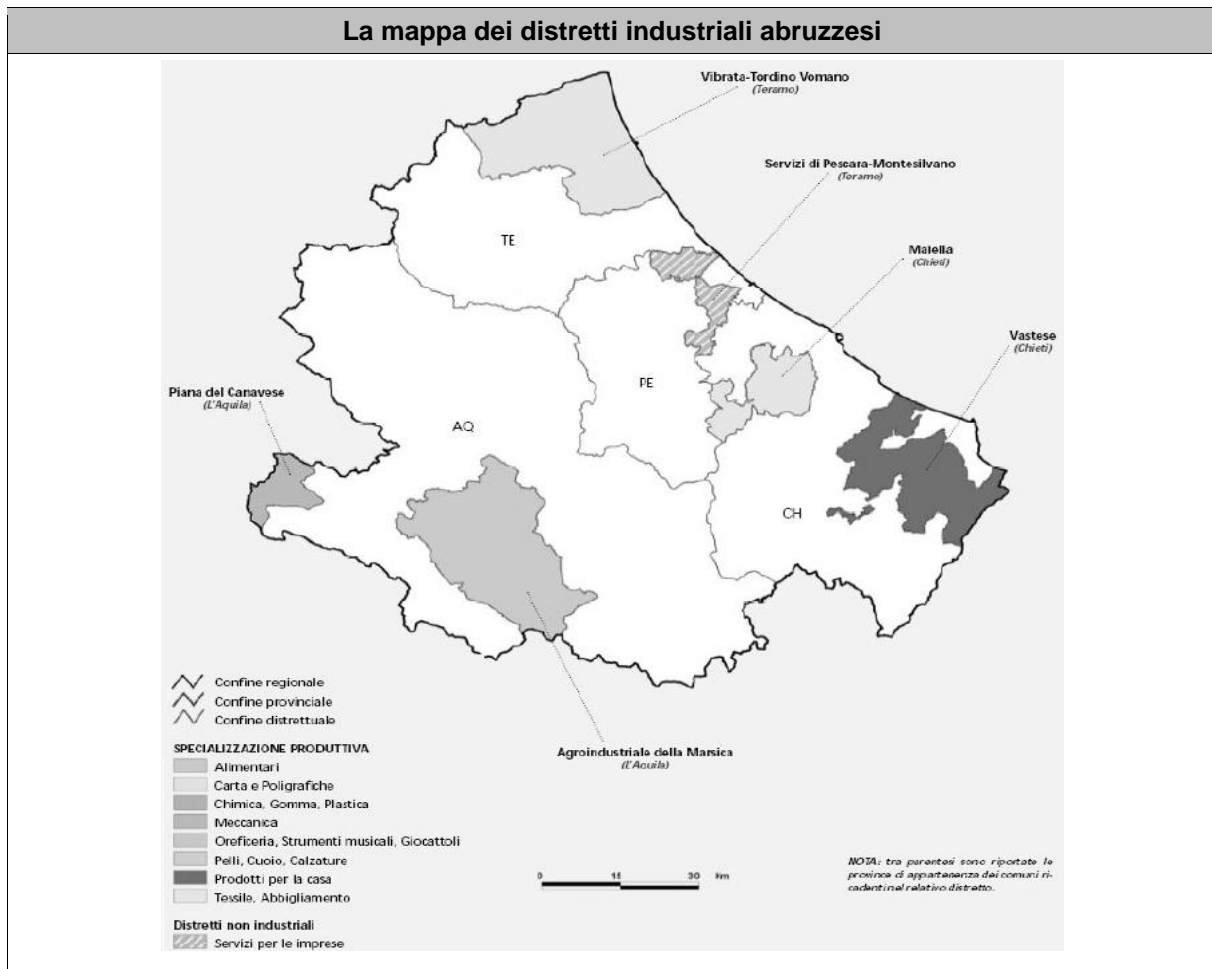 La mappa dei distretti industriali abruzzesi
Vibrata-Tordino Vomano
(Teramo)
Servizi di Pescara-Montesilvano
(Teramo)
Maiella
(Chieti)
Vastese
(Chieti)
Piana del Canavese
(L'Aquila)
TE
PE
AQ
CH
Agroindustriale della Marsica
(L'Aquila)
Confine regionale
Confine provinciale
Confine distrettuale
SPECIALIZZAZIONE PRODUTTIVA
Alimentari
Carta e Poligrafiche
Chimica, Gomma, Plastica
Meccanica
Oreficeria, Strumenti musicali, Giocattoli
Pelli, Cuoio, Calzature
Prodotti per la casa
Tessile, Abbigliamento
Distretti non industriali
Servizi per le imprese
0 15 30 Km
NOTA: tra parentesi sono riportate le
province di appartenenza dei comuni ri-
cadenti nel relativo distretto.